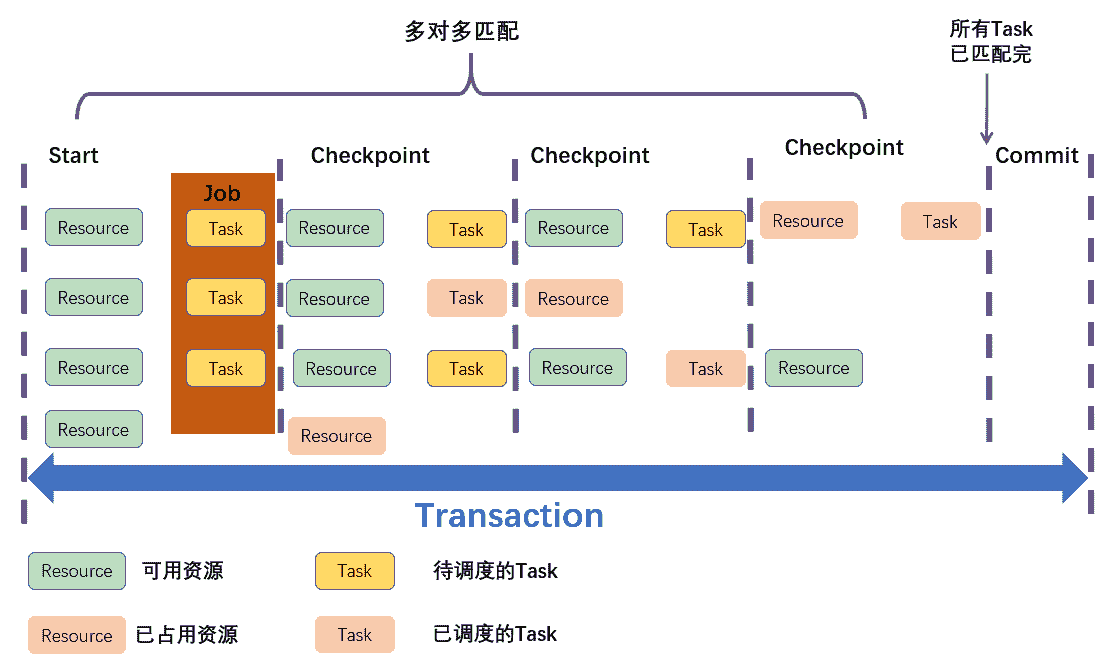 多对多匹配
所有Task
已匹配完
Start
Checkpoint
Checkpoint
Checkpoint
Commit
Job
Resource
Task
Resource
Task
Resource
Task
Resource
Task
Resource
Task
Resource
Task
Resource
Resource
Task
Resource
Task
Resource
Task
Resource
Task
Resource
Resource
Resource
Transaction
Resource
可用资源
Task
待调度的Task
Resource
已占用资源
Task
已调度的Task